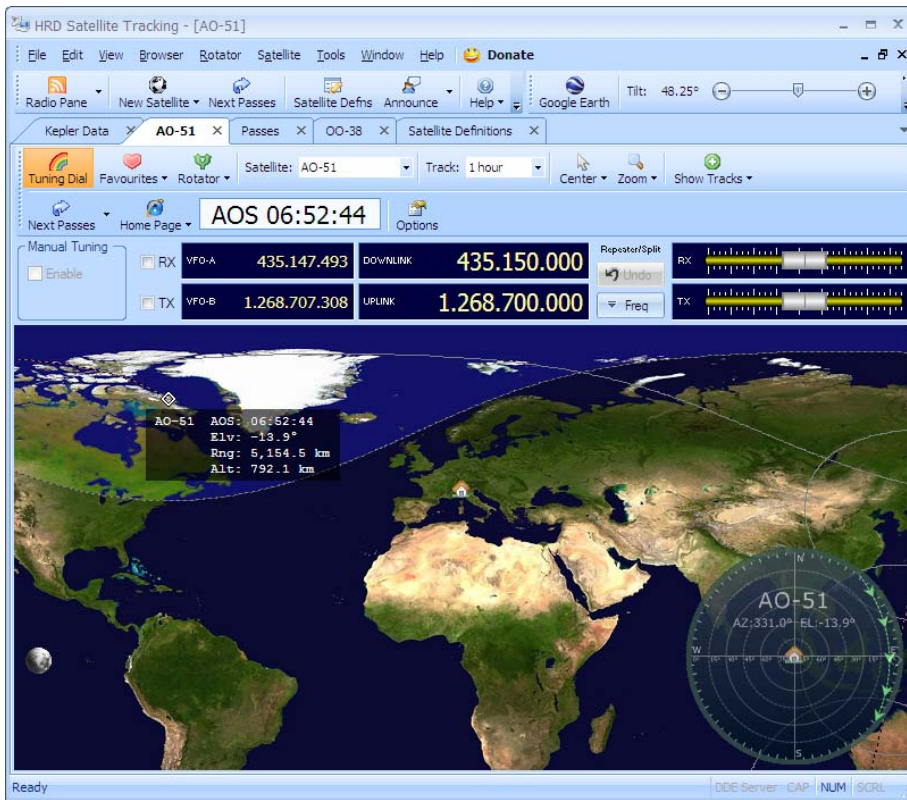 HRD Satellite Tracking - [AO-51]
File Edit View Browser Rotator Satellite Tools Window Help Donate
Radio Pane New Satellite Next Passes Satellite Defns Announce Help Google Earth Tilt: 48.25°
Kepler Data AO-51 Passes OO-38 Satellite Definitions
Tuning Dial Favourites Rotator Satellite: AO-51 Track: 1 hour Center Zoom Show Tracks
Next Passes Home Page AOS 06:52:44 Options
Manual Tuning
Enable
RX VFO-A 435.147.493 DOWNLINK 435.150.000
TX VFO-B 1.268.707.308 UPLINK 1.268.700.000
Repeater/Split
Undo
Freq
RX
TX
AO-51 AOS: 06:52:44
Elv: -13.9°
Rng: 5,154.5 km
Alt: 792.1 km
N
AO-51
AZ:331.0° EL:-13.9°
W E
S
Ready DDE Server CAP NUM SCRL